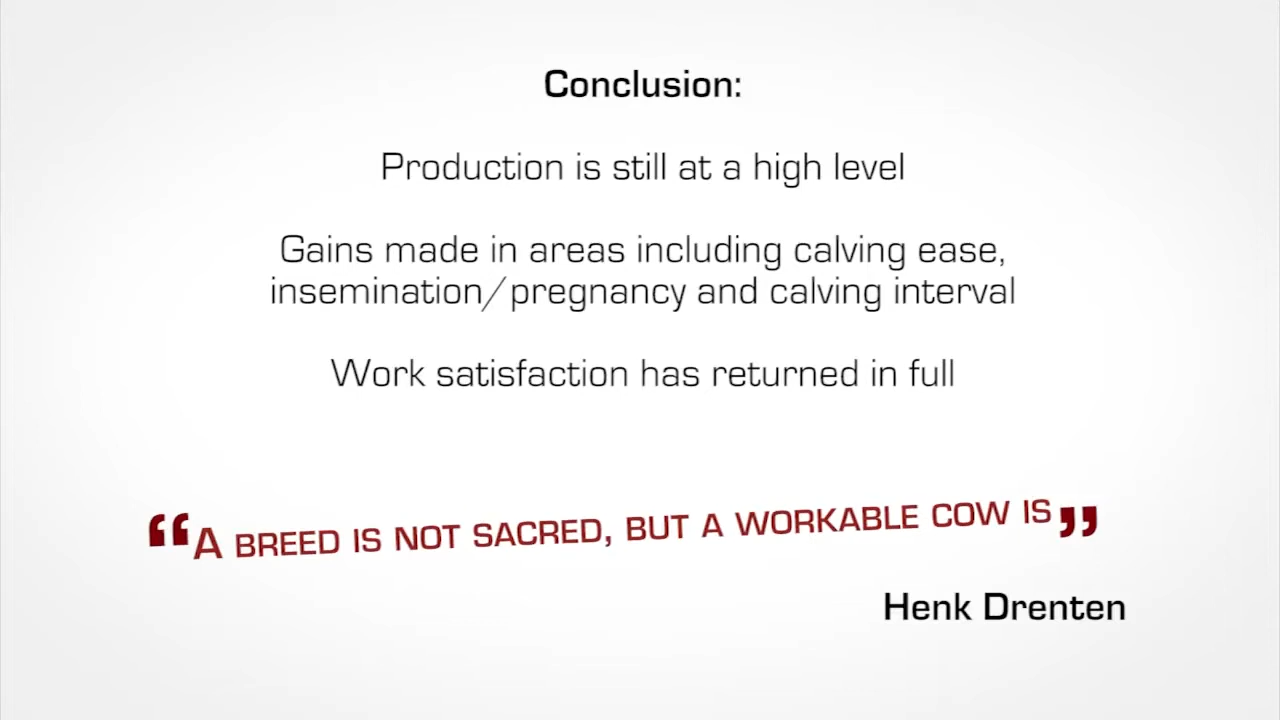 Conclusion:
Production is still at a high level
Gains made in areas including calving ease,
insemination/pregnancy and calving interval
Work satisfaction has returned in full
“A BREED IS NOT SACRED, BUT A WORKABLE COW IS”
Henk Drenten